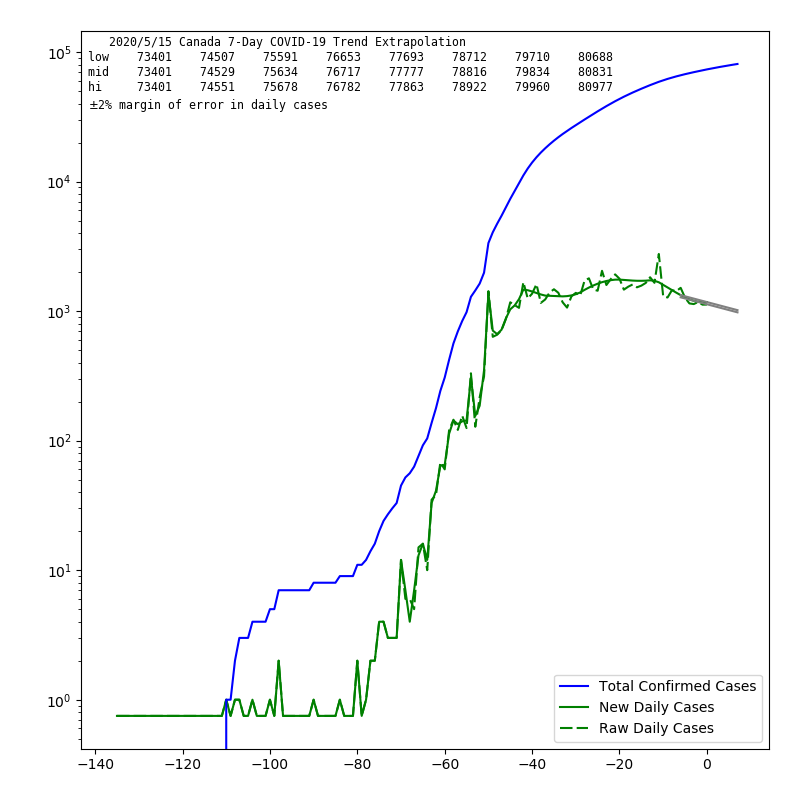 2020/5/15 Canada 7-Day COVID-19 Trend Extrapolation
low 73401 74507 75591 76653 77693 78712 79710 80688
mid 73401 74529 75634 76717 77777 78816 79834 80831
hi 73401 74551 75678 76782 77863 78922 79960 80977
±2% margin of error in daily cases
10⁵
10⁴
10³
10²
10¹
10⁰
Total Confirmed Cases
New Daily Cases
Raw Daily Cases
−140 −120 −100 −80 −60 −40 −20 0